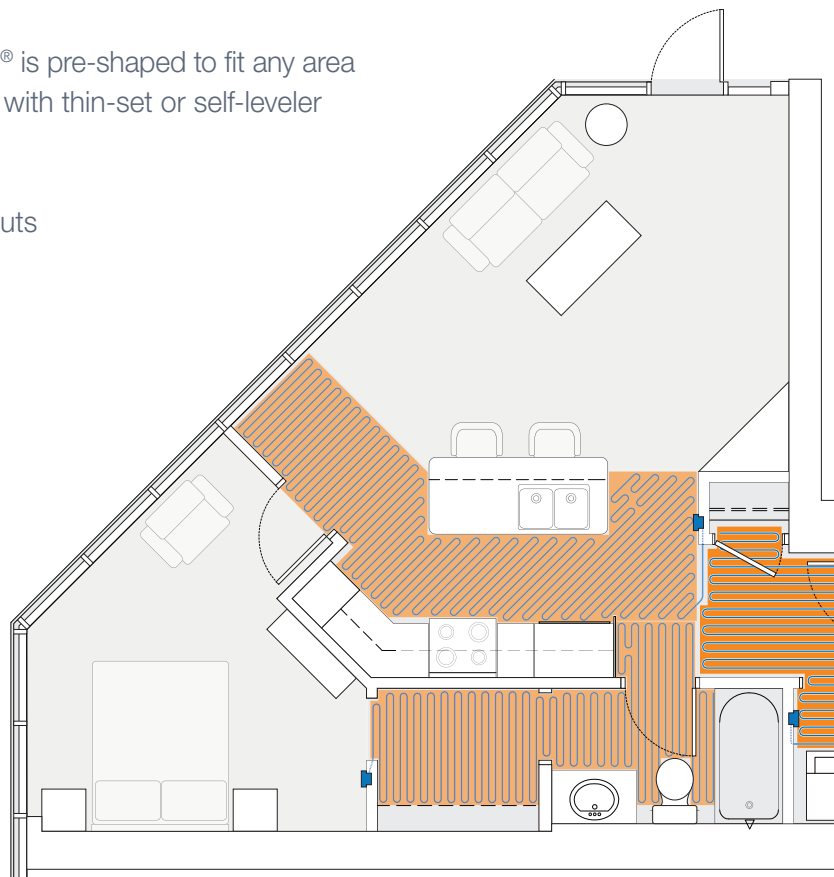 ® is pre-shaped to fit any area
with thin-set or self-leveler
uts